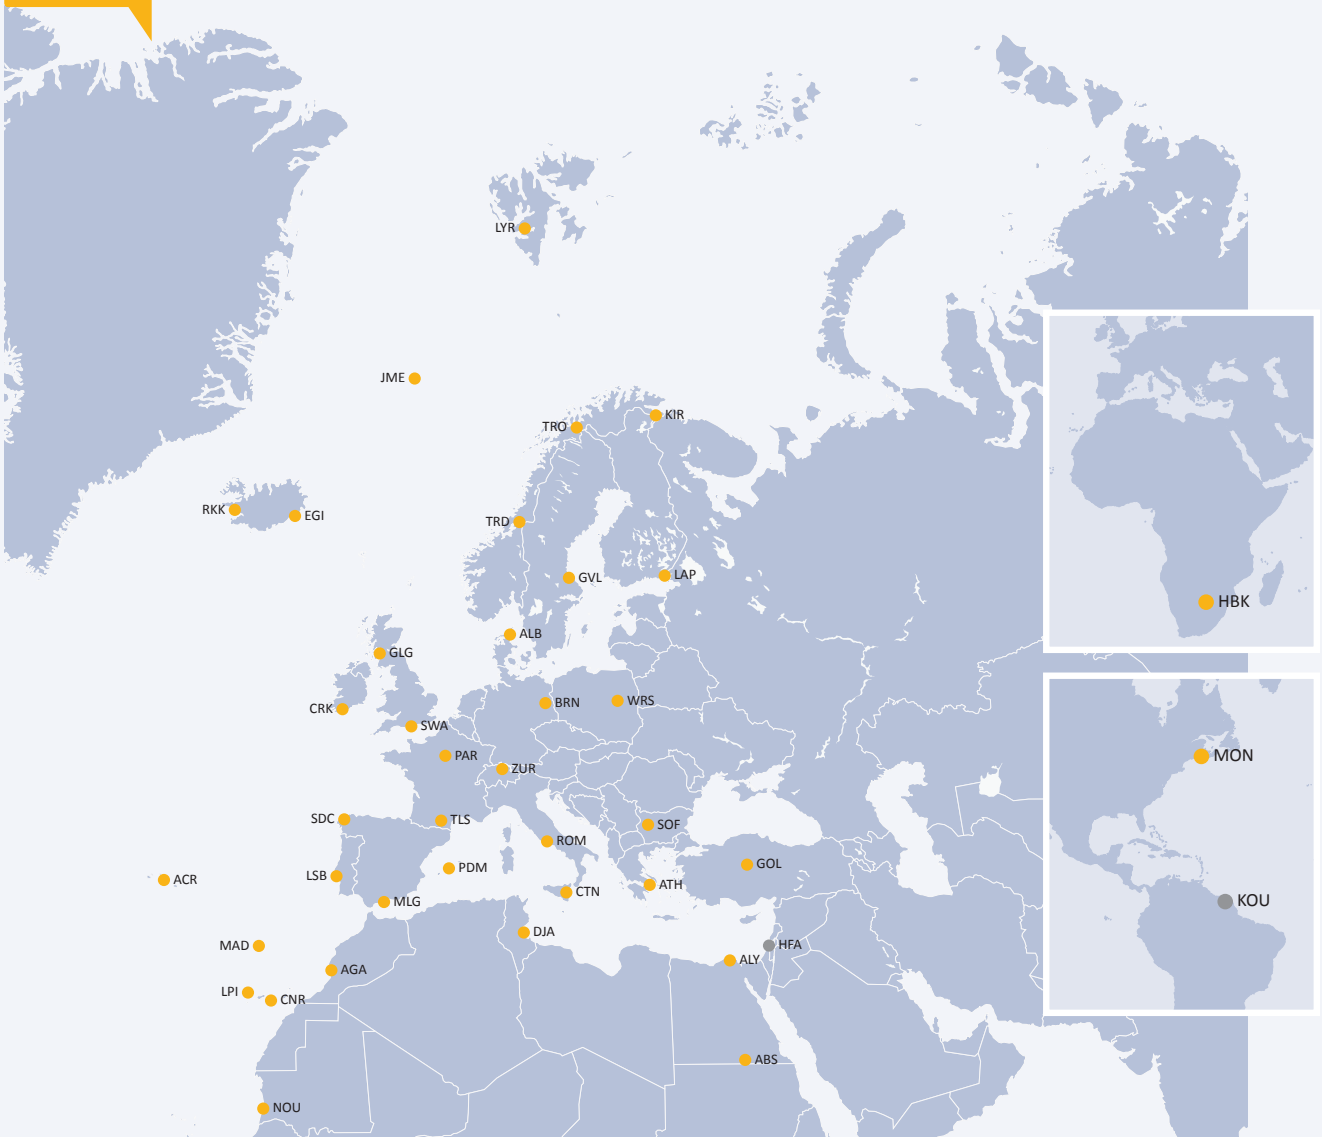 LYR
JME
KIR
TRO
RKK
EGI
TRD
GVL
LAP
HBK
ALB
GLG
CRK
BRN
WRS
SWA
PAR
MON
ZUR
SDC
TLS
SOF
ROM
GOL
PDM
LSB
ACR
ATH
CTN
KOU
MLG
DJA
MAD
HFA
ALY
AGA
LPI
CNR
ABS
NOU